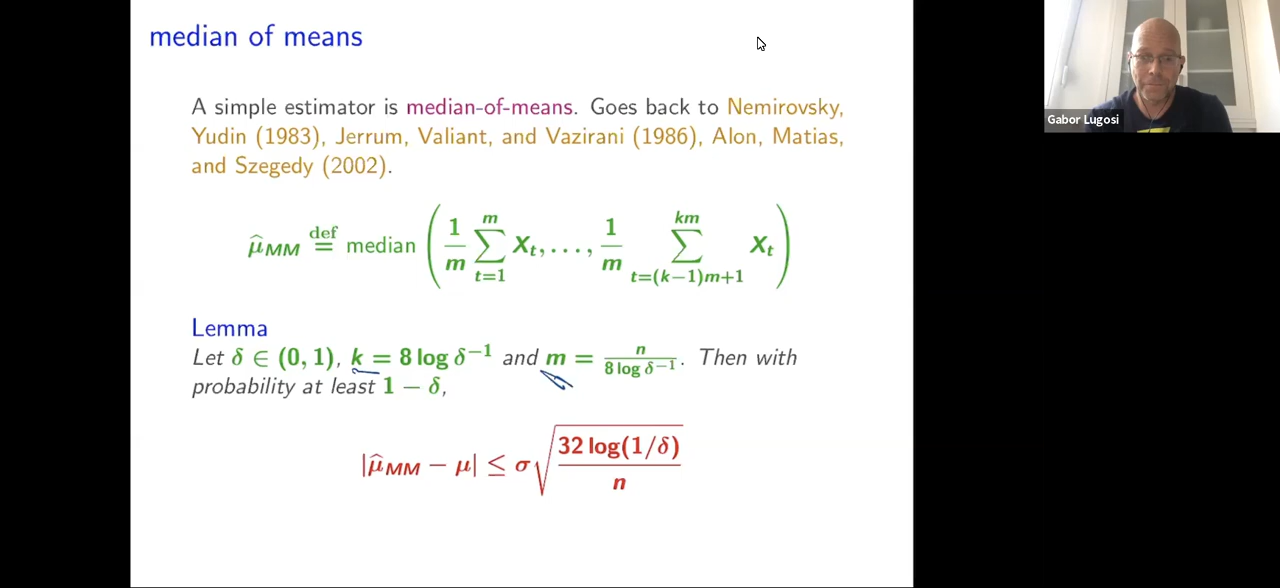 median of means
A simple estimator is median-of-means. Goes back to Nemirovsky,
Yudin (1983), Jerrum, Valiant, and Vazirani (1986), Alon, Matias,
and Szegedy (2002).
μ̂_MM def= median ( 1/m ∑_{t=1}^{m} X_t, . . . , 1/m ∑_{t=(k−1)m+1}^{km} X_t )
Lemma
Let δ ∈ (0, 1), k = 8 log δ⁻¹ and m = n/(8 log δ⁻¹). Then with
probability at least 1 − δ,
|μ̂_MM − μ| ≤ σ√(32 log(1/δ)/n)
Gabor Lugosi